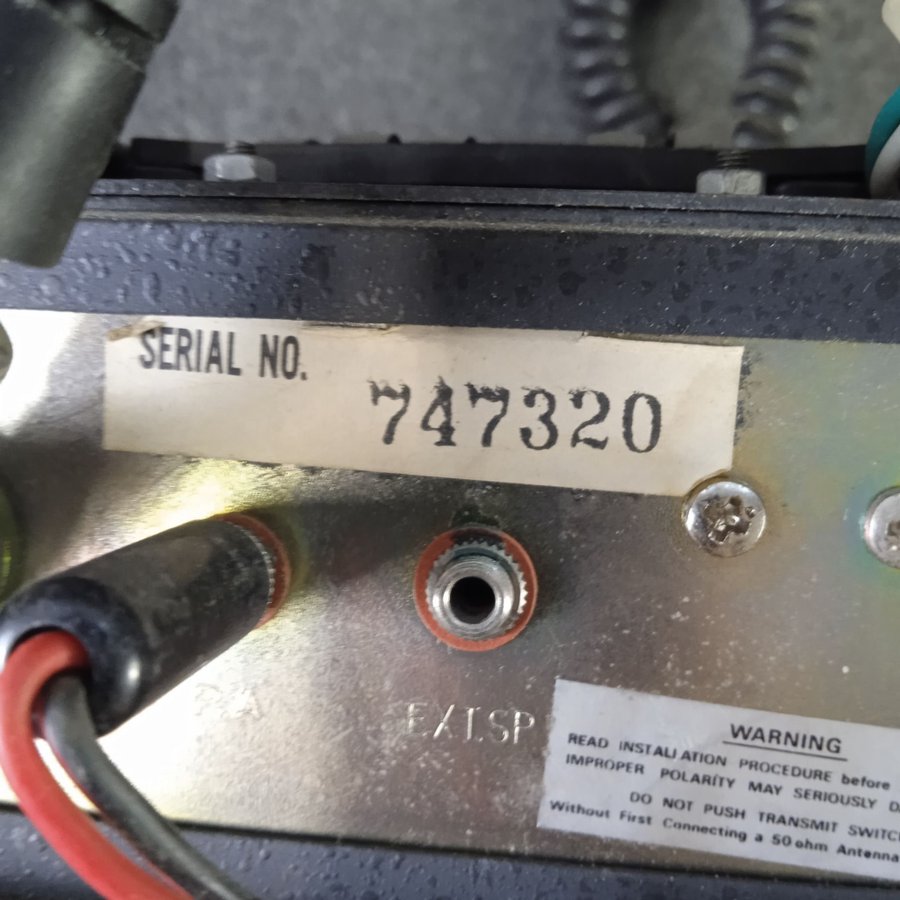 SERIAL NO.
747320
EXT.SP
WARNING
READ INSTALLATION PROCEDURE before
IMPROPER POLARITY MAY SERIOUSLY
DO NOT PUSH TRANSMIT SWITCH
Without First Connecting a 50 ohm Antenna